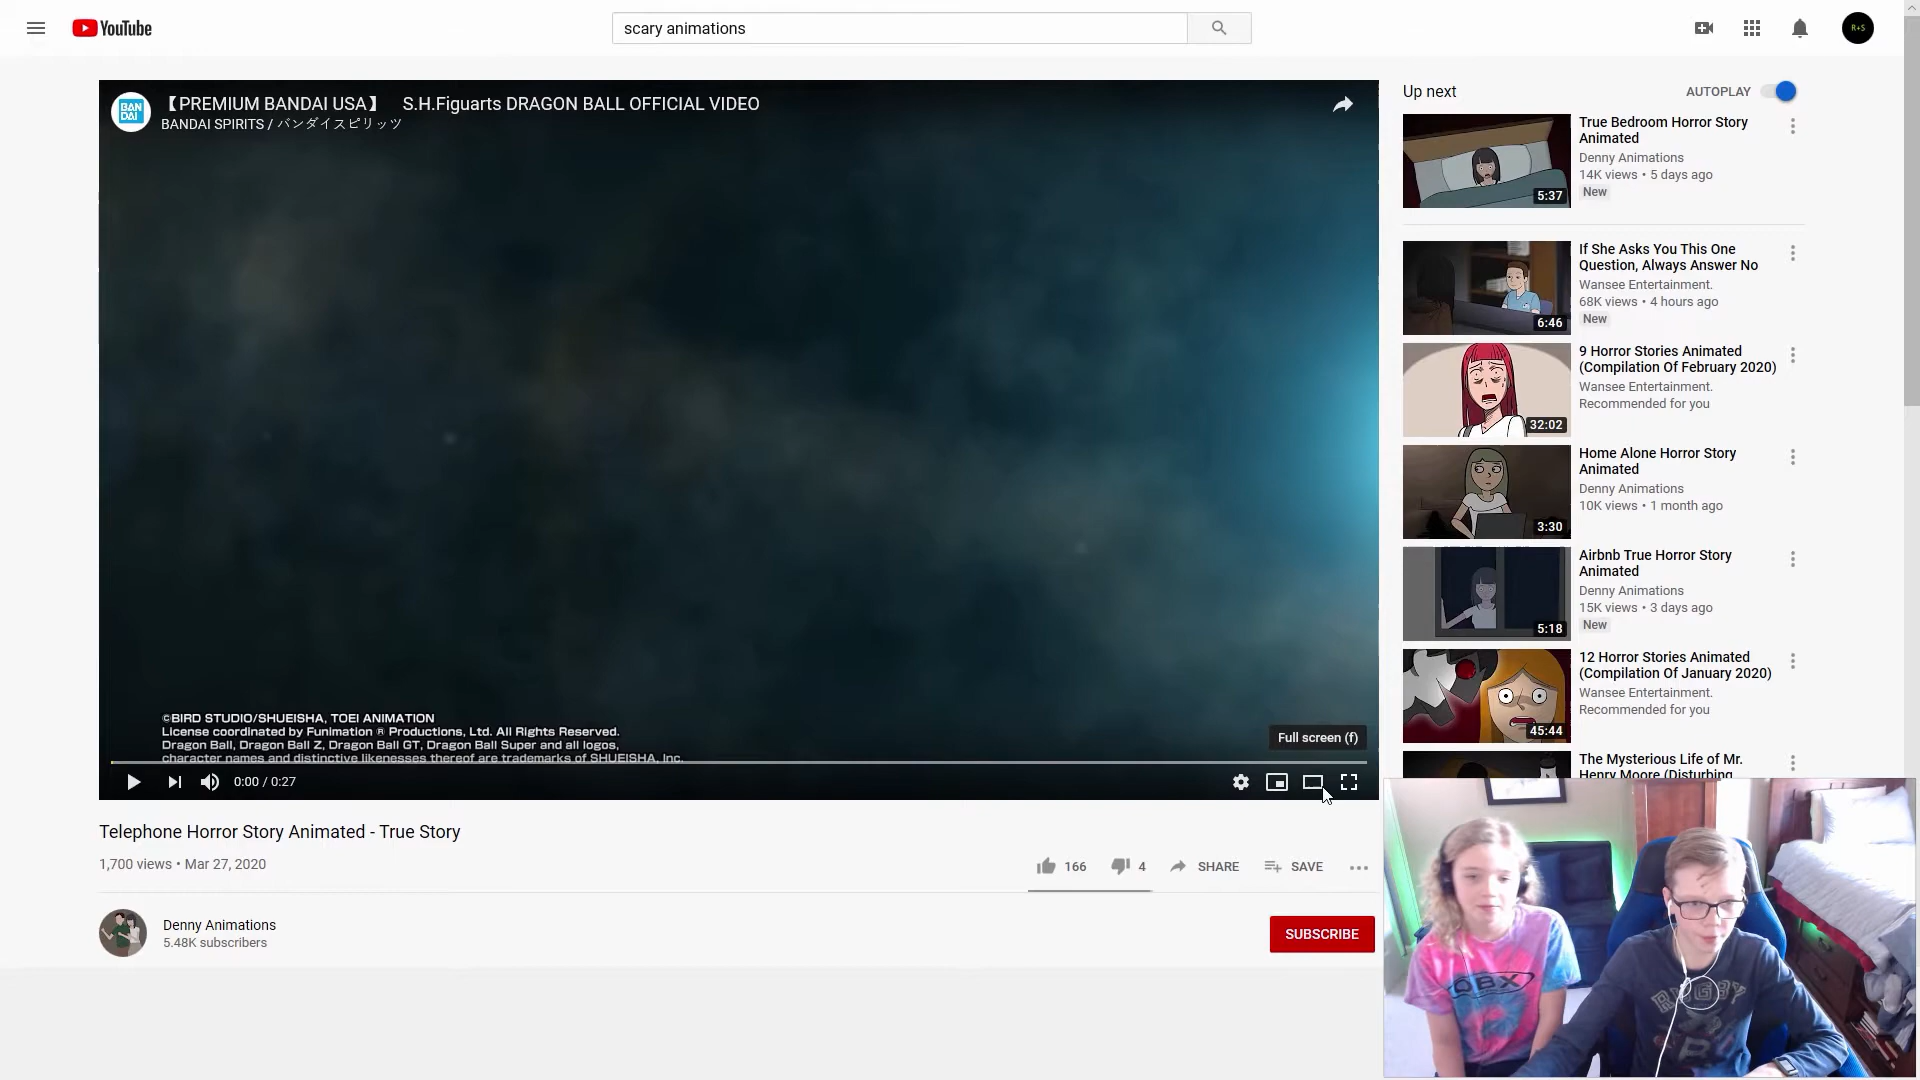 YouTube
scary animations
R+S
BAN
DAI
【PREMIUM BANDAI USA】 S.H.Figuarts DRAGON BALL OFFICIAL VIDEO
BANDAI SPIRITS / バンダイスピリッツ
©BIRD STUDIO/SHUEISHA, TOEI ANIMATION
License coordinated by Funimation ® Productions, Ltd. All Rights Reserved.
Dragon Ball, Dragon Ball Z, Dragon Ball GT, Dragon Ball Super and all logos,
character names and distinctive likenesses thereof are trademarks of SHUEISHA, Inc.
Full screen (f)
0:00 / 0:27
Telephone Horror Story Animated - True Story
1,700 views • Mar 27, 2020
166
4
SHARE
SAVE
Denny Animations
5.48K subscribers
SUBSCRIBE
Up next
AUTOPLAY
True Bedroom Horror Story
Animated
Denny Animations
14K views • 5 days ago
New
5:37
If She Asks You This One
Question, Always Answer No
Wansee Entertainment.
68K views • 4 hours ago
New
6:46
9 Horror Stories Animated
(Compilation Of February 2020)
Wansee Entertainment.
Recommended for you
32:02
Home Alone Horror Story
Animated
Denny Animations
10K views • 1 month ago
3:30
Airbnb True Horror Story
Animated
Denny Animations
15K views • 3 days ago
New
5:18
12 Horror Stories Animated
(Compilation Of January 2020)
Wansee Entertainment.
Recommended for you
45:44
The Mysterious Life of Mr.
Henry Moore (Disturbing
QBX
RUGBY